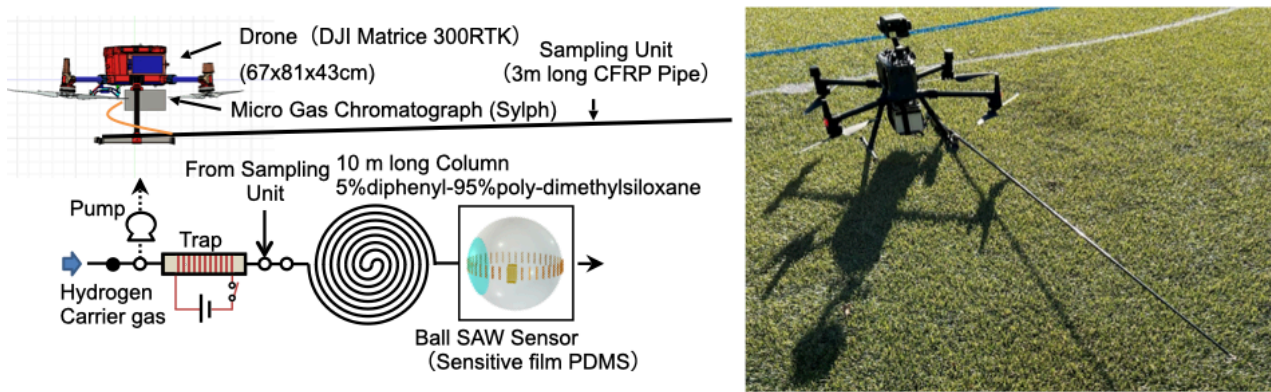 Drone（DJI Matrice 300RTK）
(67x81x43cm)
Sampling Unit
（3m long CFRP Pipe）
Micro Gas Chromatograph (Sylph)
From Sampling
Unit
10 m long Column
5%diphenyl-95%poly-dimethylsiloxane
Pump
Trap
Hydrogen
Carrier gas
Ball SAW Sensor
（Sensitive film PDMS）